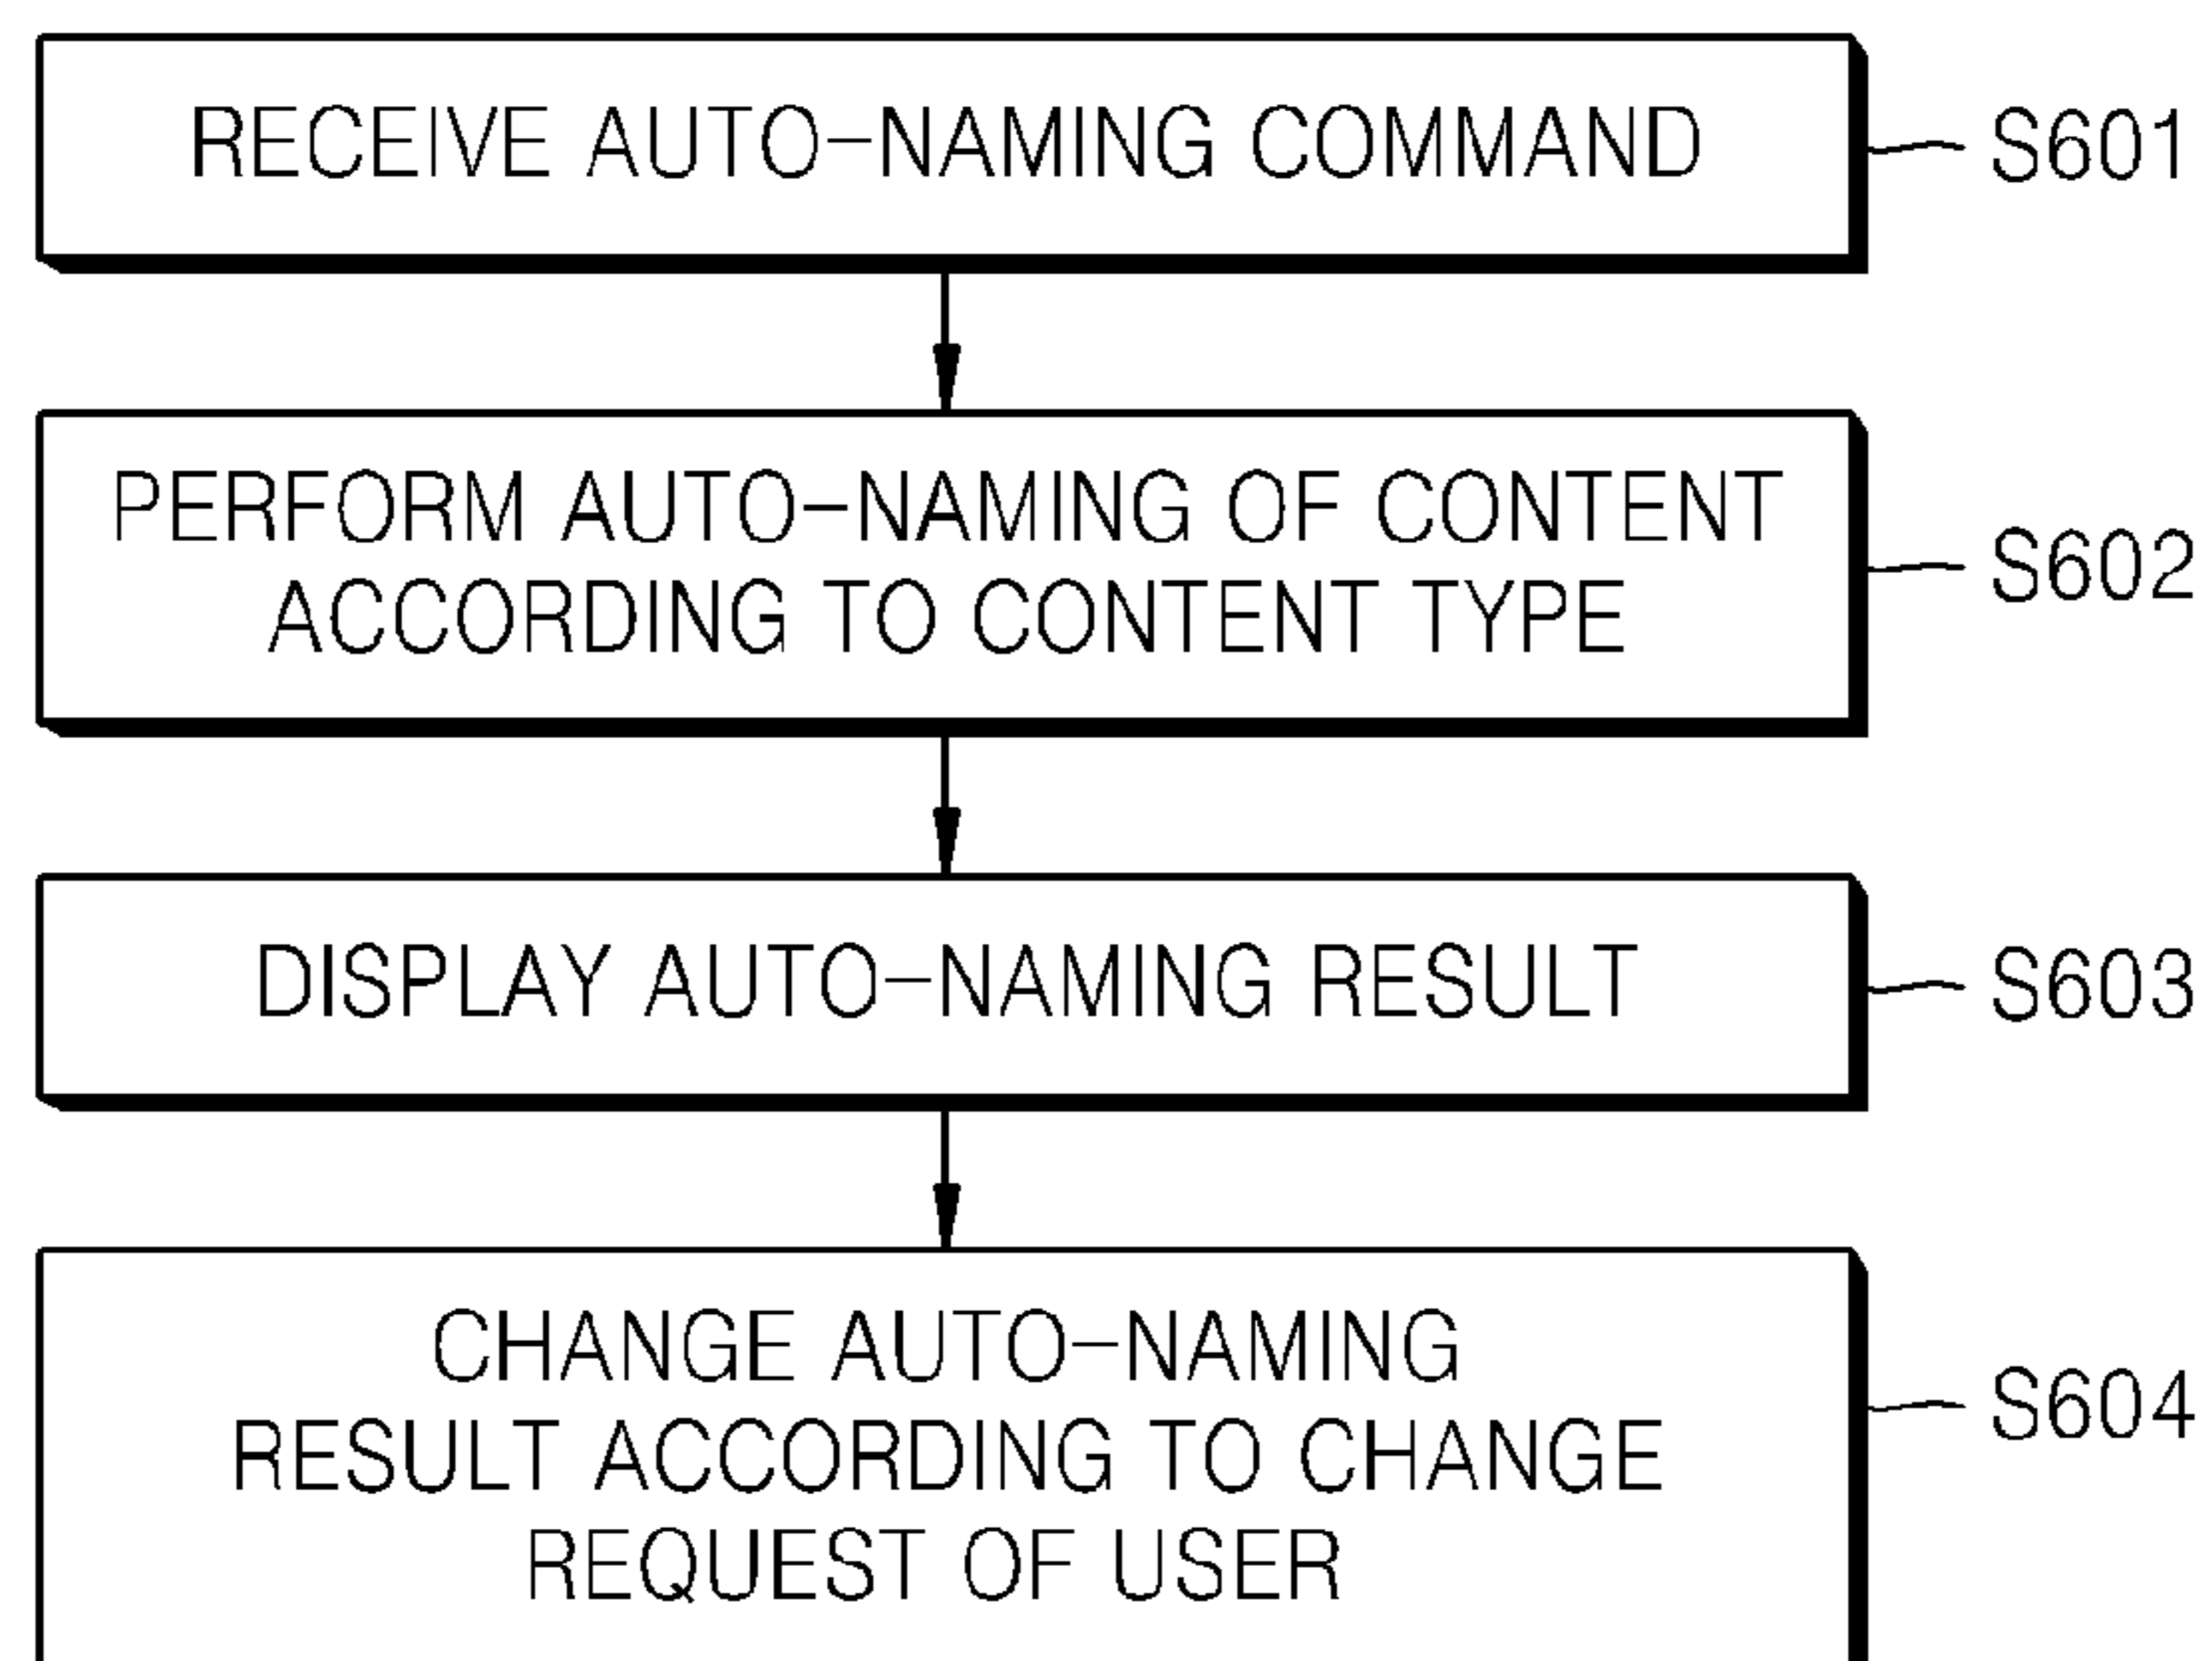 RECEIVE AUTO-NAMING COMMAND
S601
PERFORM AUTO-NAMING OF CONTENT
ACCORDING TO CONTENT TYPE
S602
DISPLAY AUTO-NAMING RESULT
S603
CHANGE AUTO-NAMING
RESULT ACCORDING TO CHANGE
REQUEST OF USER
S604